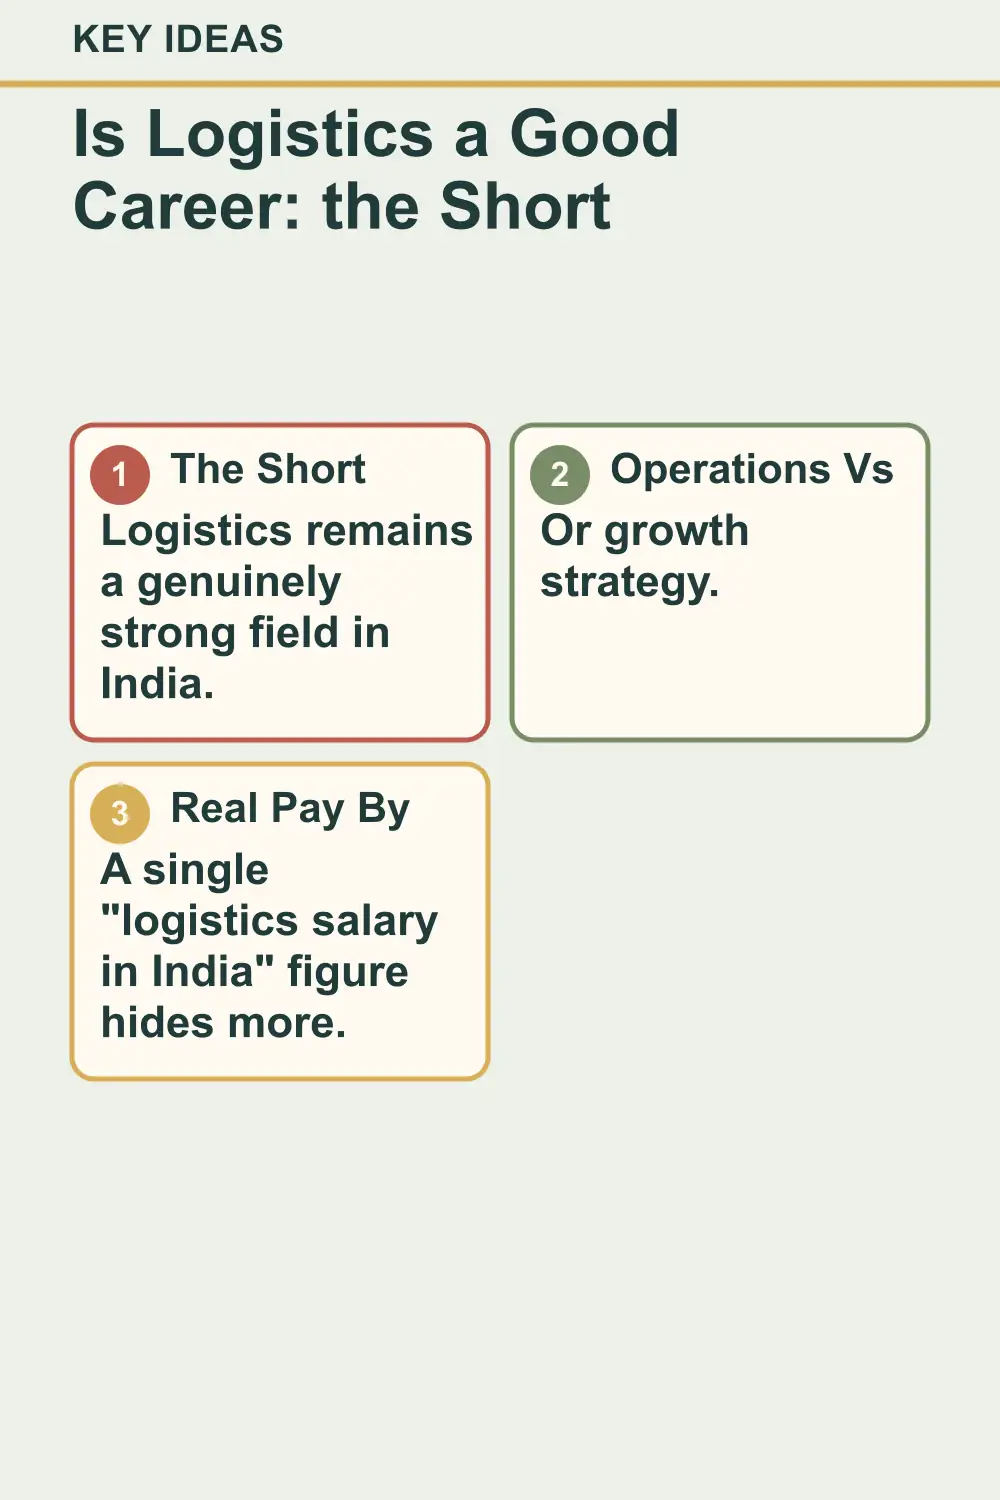 KEY IDEAS
Is Logistics a Good
Career: the Short
1
The Short
Logistics remains
a genuinely
strong field in
India.
2
Operations Vs
Or growth
strategy.
3
Real Pay By
A single
"logistics salary
in India" figure
hides more.